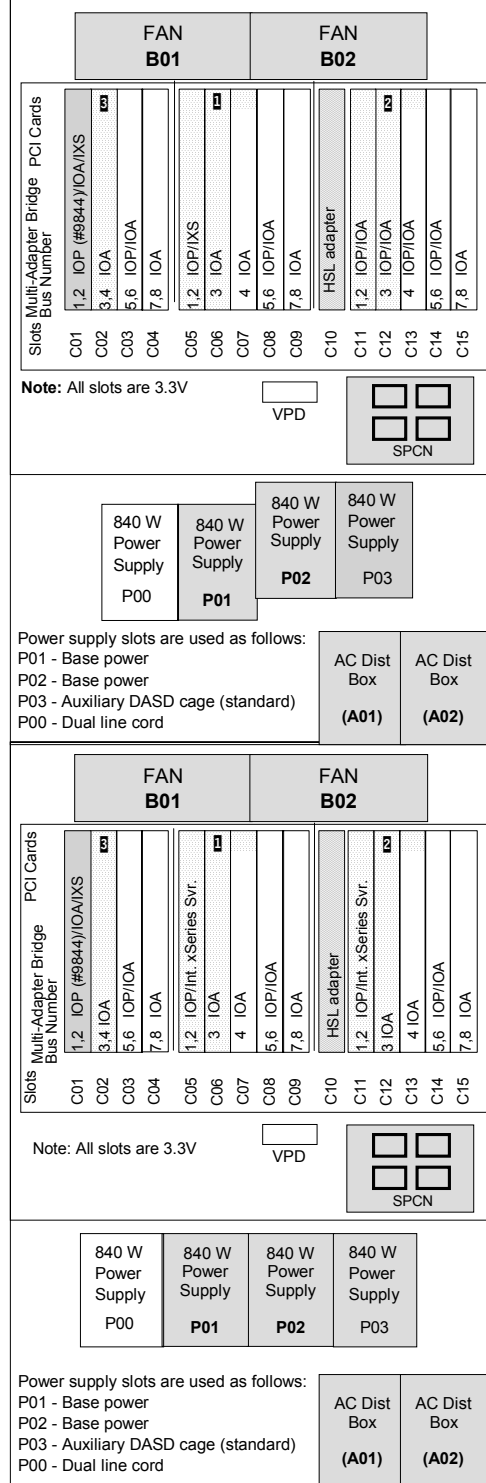 FAN
B01
FAN
B02
Slots Multi-Adapter Bridge PCI Cards
Bus Number
C01 1,2 IOP (#9844)/IOA/IXS
C02 3,4 IOA 3
C03 5,6 IOP/IOA
C04 7,8 IOA
C05 1,2 IOP/IXS
C06 3 IOA 1
C07 4 IOA
C08 5,6 IOP/IOA
C09 7,8 IOA
C10 HSL adapter
C11 1,2 IOP/IOA
C12 3 IOP/IOA 2
C13 4 IOP/IOA
C14 5,6 IOP/IOA
C15 7,8 IOA
Note: All slots are 3.3V
VPD
SPCN
840 W
Power
Supply
P00
840 W
Power
Supply
P01
840 W
Power
Supply
P02
840 W
Power
Supply
P03
Power supply slots are used as follows:
P01 - Base power
P02 - Base power
P03 - Auxiliary DASD cage (standard)
P00 - Dual line cord
AC Dist
Box
(A01)
AC Dist
Box
(A02)
FAN
B01
FAN
B02
Slots Multi-Adapter Bridge PCI Cards
Bus Number
C01 1,2 IOP (#9844)/IOA/IXS
C02 3,4 IOA 3
C03 5,6 IOP/IOA
C04 7,8 IOA
C05 1,2 IOP/Int. xSeries Svr.
C06 3 IOA 1
C07 4 IOA
C08 5,6 IOP/IOA
C09 7,8 IOA
C10 HSL adapter
C11 1,2 IOP/Int. xSeries Svr.
C12 3 IOA 2
C13 4 IOA
C14 5,6 IOP/IOA
C15 7,8 IOA
Note: All slots are 3.3V
VPD
SPCN
840 W
Power
Supply
P00
840 W
Power
Supply
P01
840 W
Power
Supply
P02
840 W
Power
Supply
P03
Power supply slots are used as follows:
P01 - Base power
P02 - Base power
P03 - Auxiliary DASD cage (standard)
P00 - Dual line cord
AC Dist
Box
(A01)
AC Dist
Box
(A02)